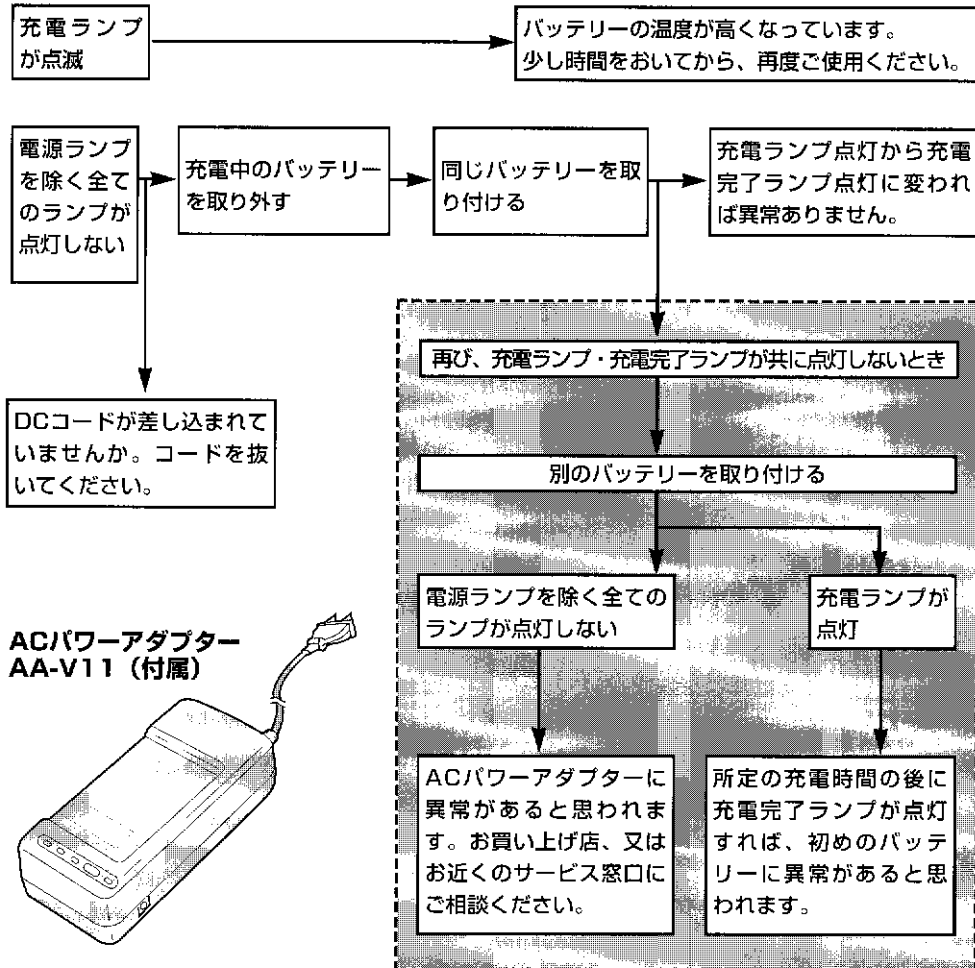 充電ランプ
が点滅
バッテリーの温度が高くなっています。
少し時間をおいてから、再度ご使用ください。
電源ランプ
を除く全て
のランプが
点灯しない
充電中のバッテリー
を取り外す
同じバッテリーを取
り付ける
充電ランプ点灯から充電
完了ランプ点灯に変われ
ば異常ありません。
DCコードが差し込まれて
いませんか。コードを抜
いてください。
再び、充電ランプ・充電完了ランプが共に点灯しないとき
別のバッテリーを取り付ける
電源ランプを除く全ての
ランプが点灯しない
充電ランプが
点灯
ACパワーアダプターに
異常があると思われま
す。お買い上げ店、又は
お近くのサービス窓口に
ご相談ください。
所定の充電時間の後に
充電完了ランプが点灯
すれば、初めのバッテ
リーに異常があると思
われます。
ACパワーアダプター
AA-V11（付属）